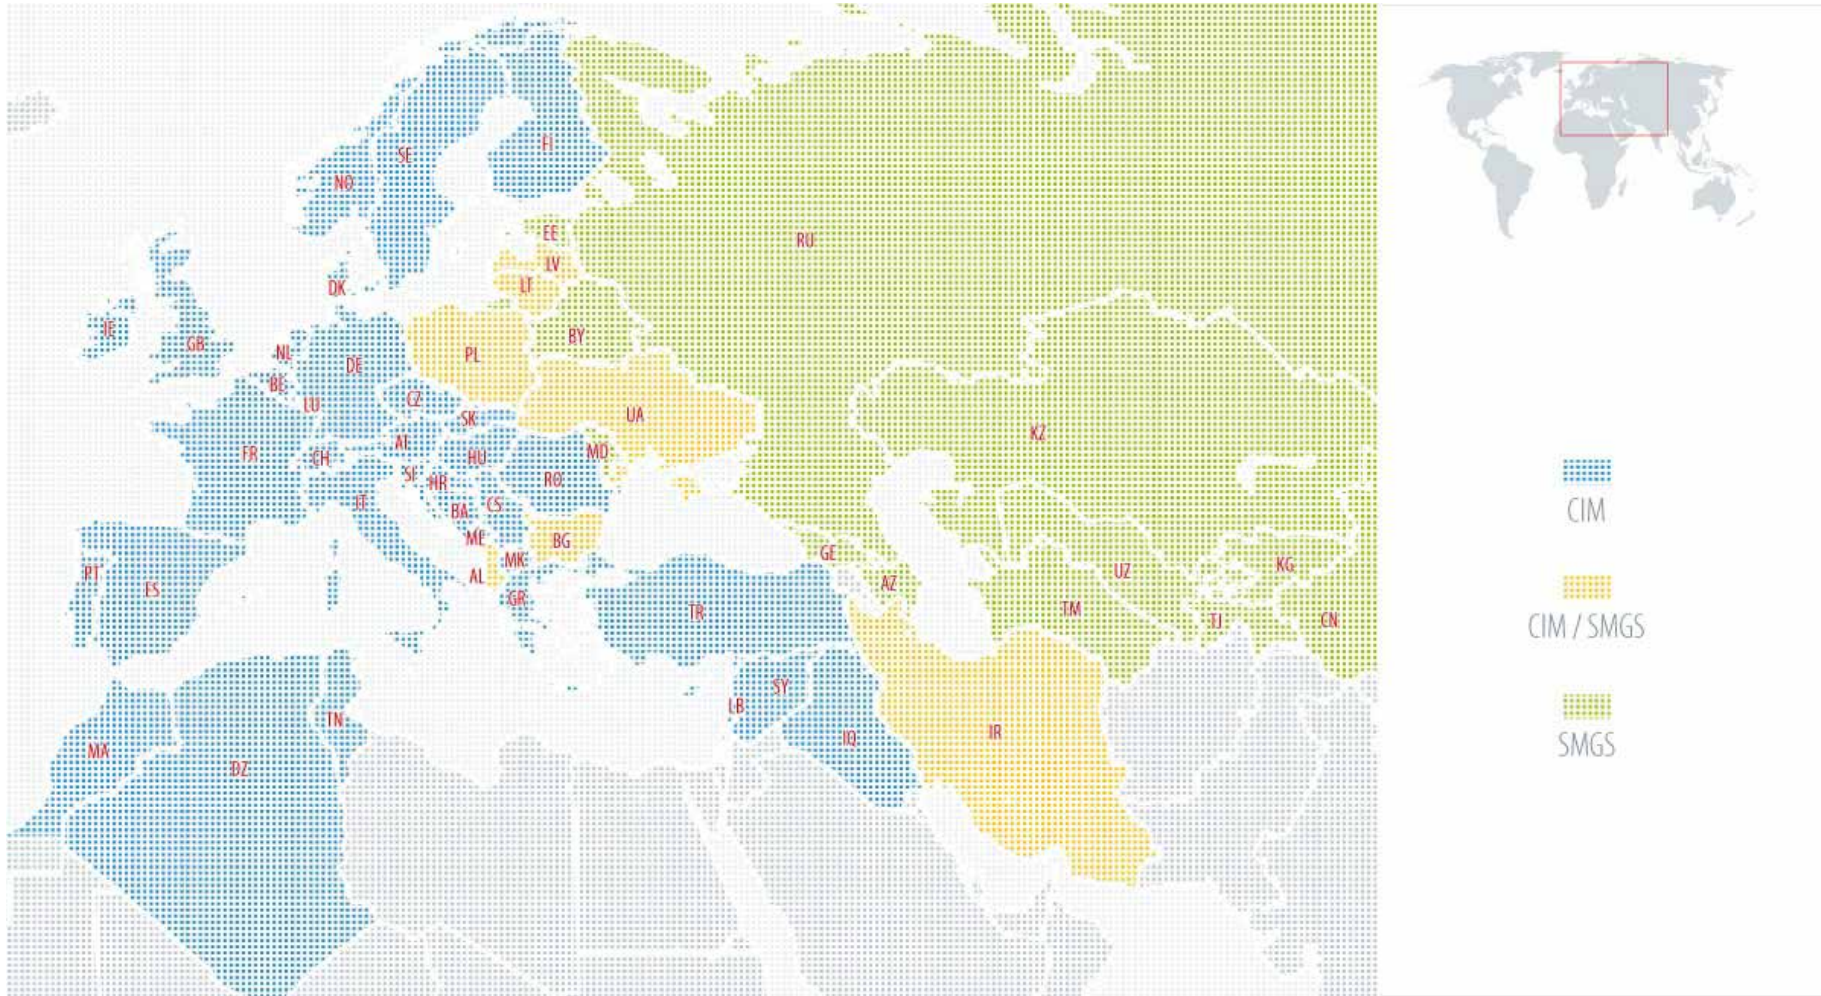 FI
SE
NO
EE
RU
LV
LT
DK
IE
GB
BY
NL
PL
DE
BE
CZ
LU
UA
SK
KZ
AT
FR
MD
CH
HU
SI
RO
HR
IT
CS
BA
CIM
ME
BG
GE
MK
KG
UZ
PT
AL
AZ
ES
GR
TM
TR
TJ
CN
CIM / SMGS
SY
LB
TN
IR
IQ
SMGS
MA
DZ